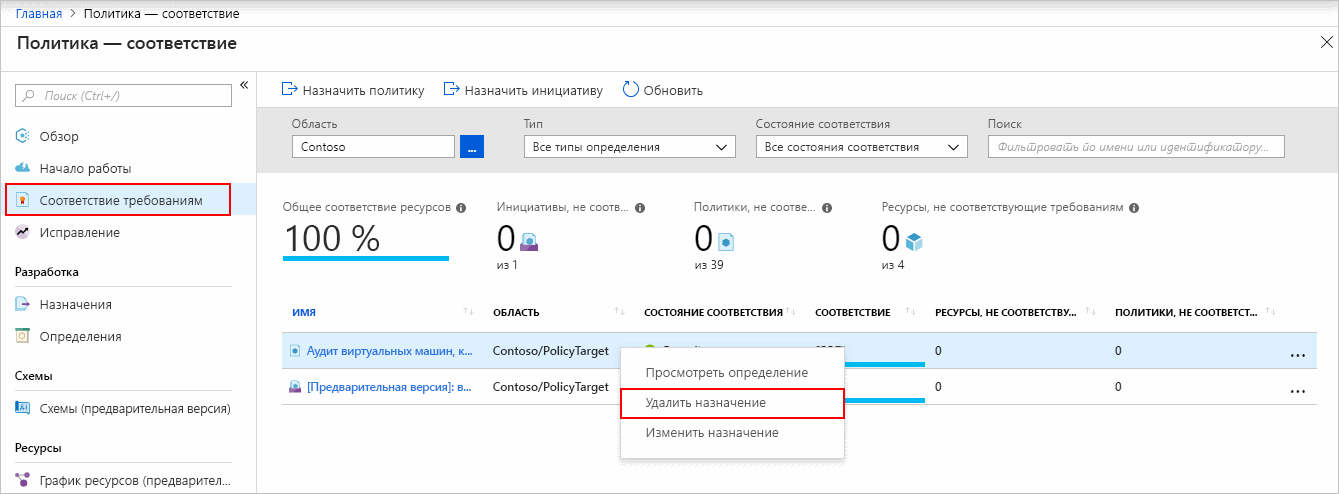 Главная > Политика — соответствие
Политика — соответствие
Поиск (Ctrl+/)
Обзор
Начало работы
Соответствие требованиям
Исправление
Разработка
Назначения
Определения
Схемы
Схемы (предварительная версия)
Ресурсы
График ресурсов (предварител...
Назначить политику Назначить инициативу Обновить
Область Тип Состояние соответствия Поиск
Contoso ... Все типы определения Все состояния соответствия Фильтровать по имени или идентификатору...
Общее соответствие ресурсов Инициативы, не соотв... Политики, не соотве... Ресурсы, не соответствующие требованиям
100 % 0 0 0
из 1 из 39 из 4
ИМЯ ОБЛАСТЬ СОСТОЯНИЕ СООТВЕТСТВИЯ СООТВЕТСТВИЕ РЕСУРСЫ, НЕ СООТВЕТСТВУ... ПОЛИТИКИ, НЕ СООТВЕТСТ...
Аудит виртуальных машин, к... Contoso/PolicyTarget 0 0 ...
[Предварительная версия]: в... Contoso/PolicyTarget 0 0 ...
Просмотреть определение
Удалить назначение
Изменить назначение